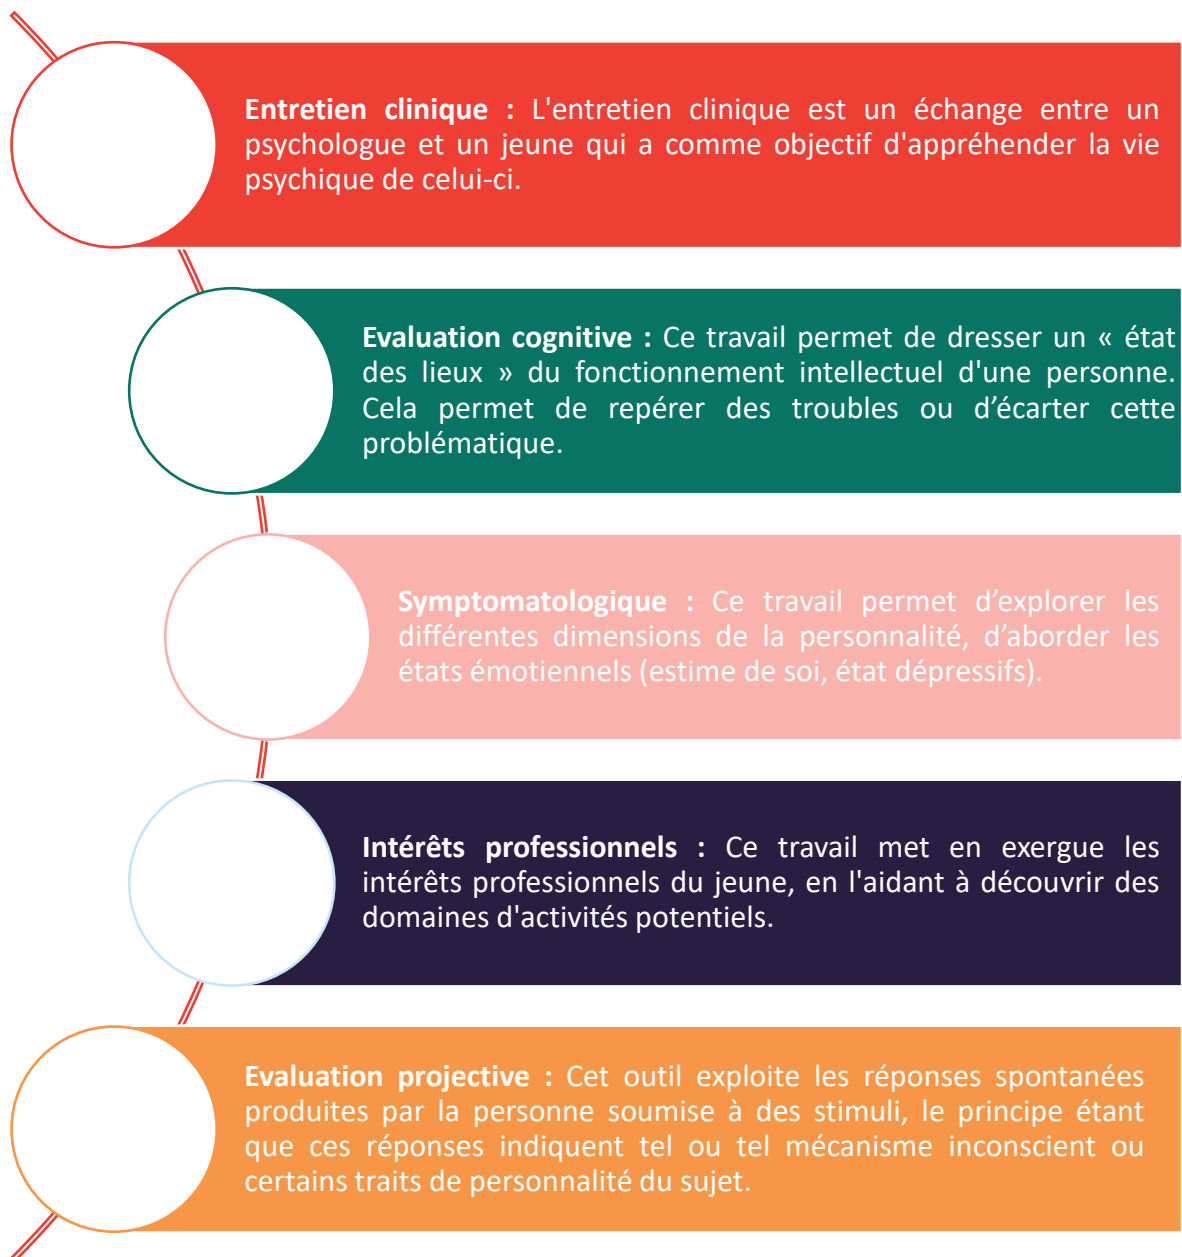 Entretien clinique : L'entretien clinique est un échange entre un
psychologue et un jeune qui a comme objectif d'appréhender la vie
psychique de celui-ci.
Evaluation cognitive : Ce travail permet de dresser un « état
des lieux » du fonctionnement intellectuel d'une personne.
Cela permet de repérer des troubles ou d’écarter cette
problématique.
Symptomatologique : Ce travail permet d’explorer les
différentes dimensions de la personnalité, d’aborder les
états émotiennels (estime de soi, état dépressifs).
Intérêts professionnels : Ce travail met en exergue les
intérêts professionnels du jeune, en l'aidant à découvrir des
domaines d'activités potentiels.
Evaluation projective : Cet outil exploite les réponses spontanées
produites par la personne soumise à des stimuli, le principe étant
que ces réponses indiquent tel ou tel mécanisme inconscient ou
certains traits de personnalité du sujet.